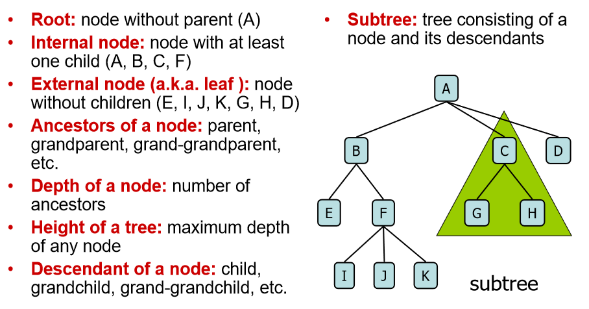 • Root: node without parent (A)
• Internal node: node with at least
one child (A, B, C, F)
• External node (a.k.a. leaf ): node
without children (E, I, J, K, G, H, D)
• Ancestors of a node: parent,
grandparent, grand-grandparent,
etc.
• Depth of a node: number of
ancestors
• Height of a tree: maximum depth
of any node
• Descendant of a node: child,
grandchild, grand-grandchild, etc.
• Subtree: tree consisting of a
node and its descendants
A
B
C
D
E
F
G
H
I
J
K
subtree